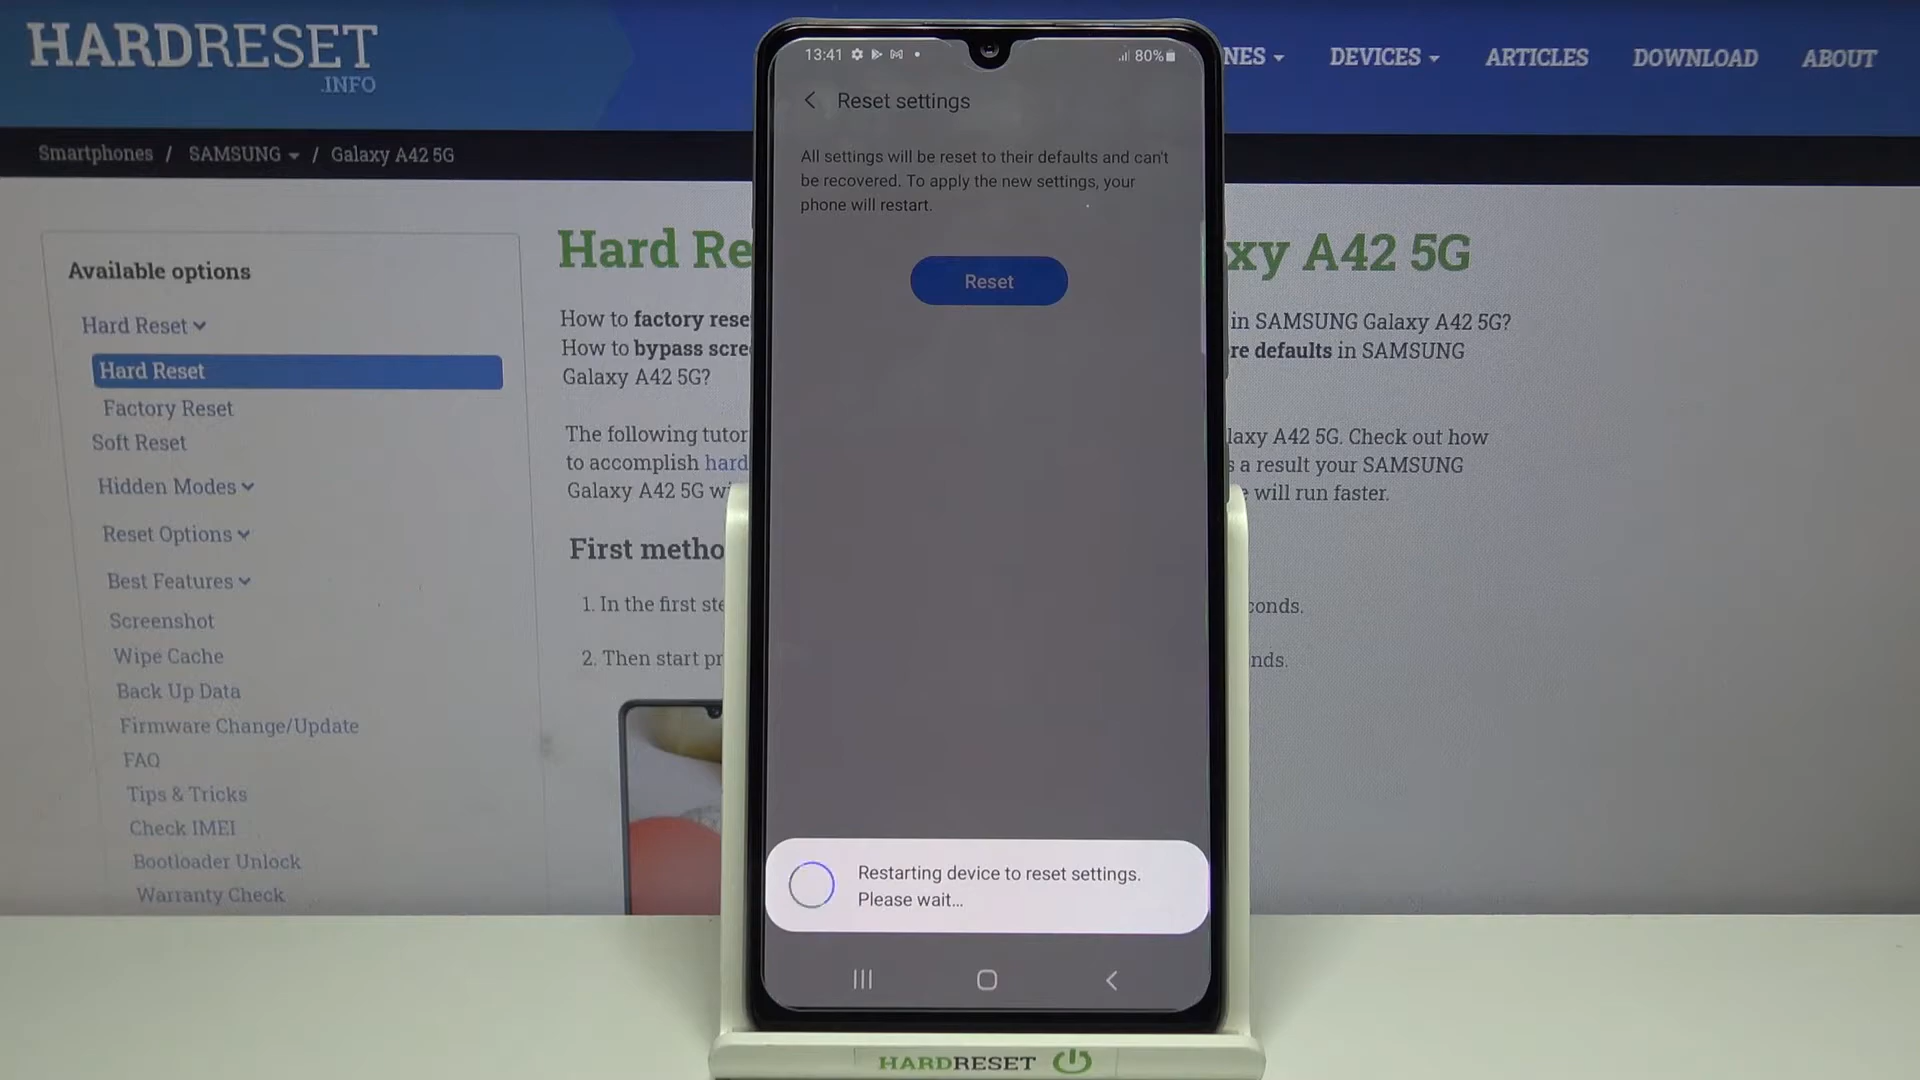 HARDRESET
.INFO
NES
DEVICES
ARTICLES
DOWNLOAD
ABOUT
Smartphones / SAMSUNG / Galaxy A42 5G
Available options
Hard Reset
Hard Reset
Factory Reset
Soft Reset
Hidden Modes
Reset Options
Best Features
Screenshot
Wipe Cache
Back Up Data
Firmware Change/Update
FAQ
Tips & Tricks
Check IMEI
Bootloader Unlock
Warranty Check
Hard Re
xy A42 5G
How to factory rese
in SAMSUNG Galaxy A42 5G?
How to bypass scre
re defaults in SAMSUNG
Galaxy A42 5G?
The following tutor
laxy A42 5G. Check out how
to accomplish hard
s a result your SAMSUNG
Galaxy A42 5G wi
will run faster.
First metho
1. In the first ste
conds.
2. Then start pr
nds.
13:41
80%
Reset settings
All settings will be reset to their defaults and can't
be recovered. To apply the new settings, your
phone will restart.
Reset
Restarting device to reset settings.
Please wait...
HARDRESET